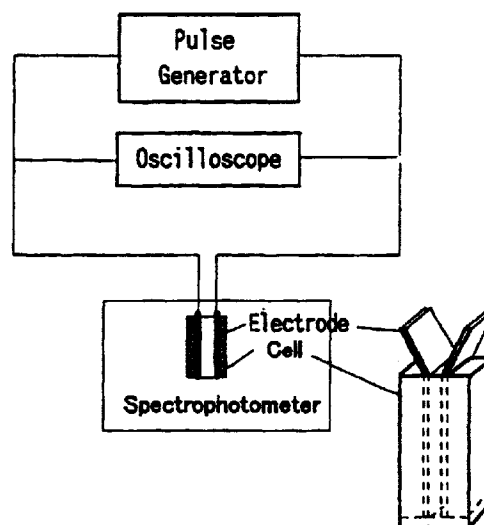 Pulse
Generator
Oscilloscope
Electrode
Cell
Spectrophotometer